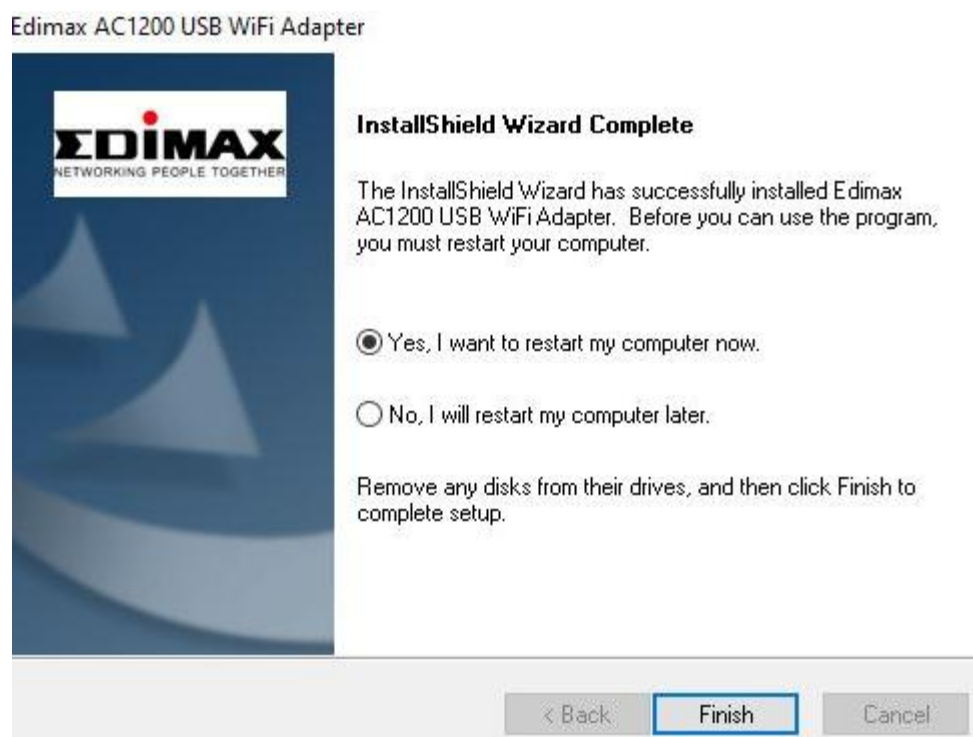 Edimax AC1200 USB WiFi Adapter
EDIMAX
NETWORKING PEOPLE TOGETHER
InstallShield Wizard Complete
The InstallShield Wizard has successfully installed Edimax
AC1200 USB WiFi Adapter.  Before you can use the program,
you must restart your computer.
Yes, I want to restart my computer now.
No, I will restart my computer later.
Remove any disks from their drives, and then click Finish to
complete setup.
< Back Finish Cancel